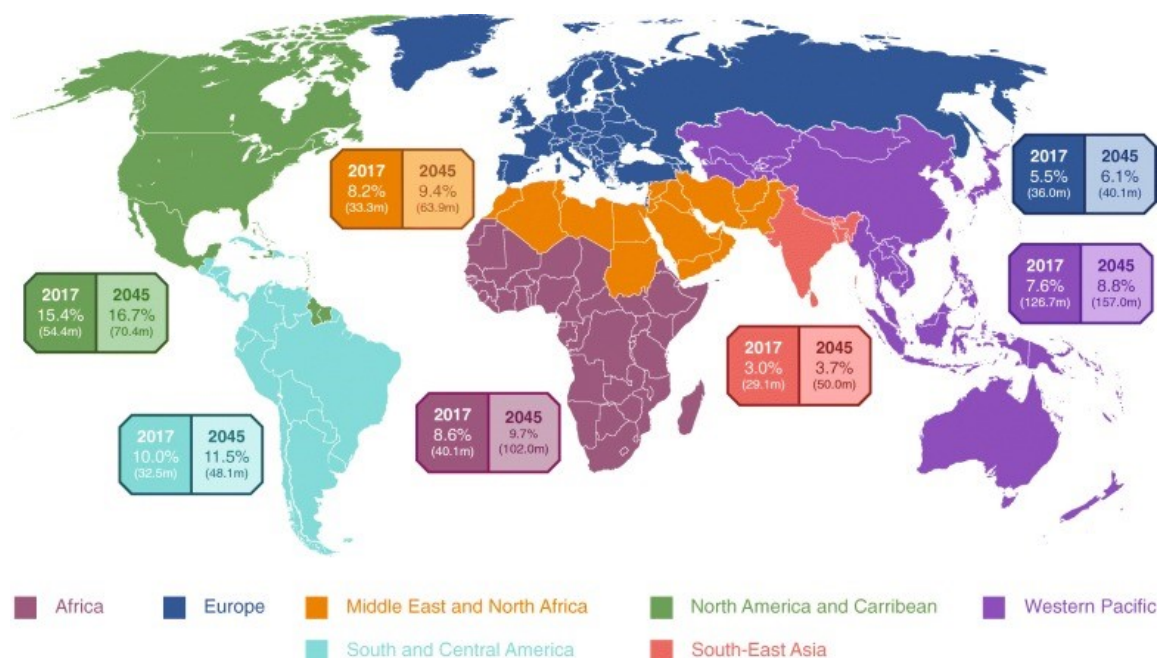 2017
8.2%
(33.3m)
2045
9.4%
(63.9m)
2017
5.5%
(36.0m)
2045
6.1%
(40.1m)
2017
15.4%
(54.4m)
2045
16.7%
(70.4m)
2017
7.6%
(126.7m)
2045
8.8%
(157.0m)
2017
3.0%
(29.1m)
2045
3.7%
(50.0m)
2017
10.0%
(32.5m)
2045
11.5%
(48.1m)
2017
8.6%
(40.1m)
2045
9.7%
(102.0m)
Africa
Europe
Middle East and North Africa
North America and Carribean
Western Pacific
South and Central America
South-East Asia